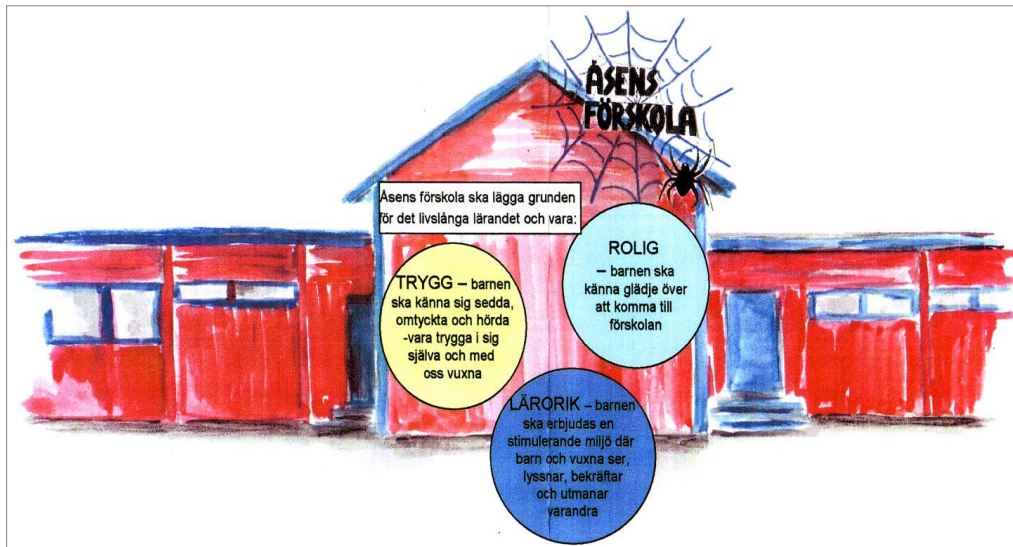 ÅSENS
FÖRSKOLA
Åsens förskola ska lägga grunden
för det livslånga lärandet och vara:
TRYGG – barnen
ska känna sig sedda,
omtyckta och hörda
-vara trygga i sig
själva och med
oss vuxna
ROLIG
– barnen ska
känna glädje över
att komma till
förskolan
LÄRORIK – barnen
ska erbjudas en
stimulerande miljö där
barn och vuxna ser,
lyssnar, bekräftar
och utmanar
varandra